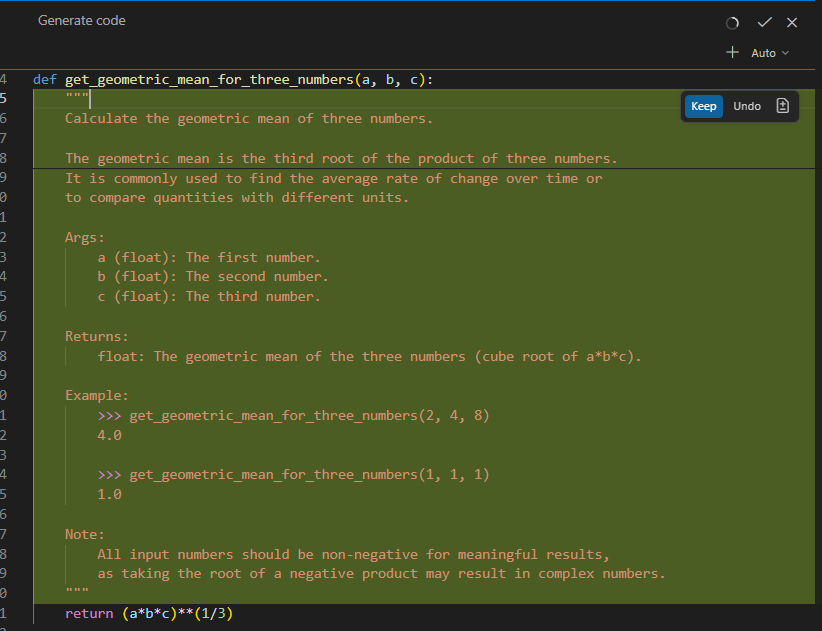 Generate code
Auto
4 def get_geometric_mean_for_three_numbers(a, b, c):
5 """
Keep Undo
6 Calculate the geometric mean of three numbers.
7
8 The geometric mean is the third root of the product of three numbers.
9 It is commonly used to find the average rate of change over time or
0 to compare quantities with different units.
1
2 Args:
3 a (float): The first number.
4 b (float): The second number.
5 c (float): The third number.
6
7 Returns:
8 float: The geometric mean of the three numbers (cube root of a*b*c).
9
0 Example:
1 >>> get_geometric_mean_for_three_numbers(2, 4, 8)
2 4.0
3
4 >>> get_geometric_mean_for_three_numbers(1, 1, 1)
5 1.0
6
7 Note:
8 All input numbers should be non-negative for meaningful results,
9 as taking the root of a negative product may result in complex numbers.
0 """
1 return (a*b*c)**(1/3)